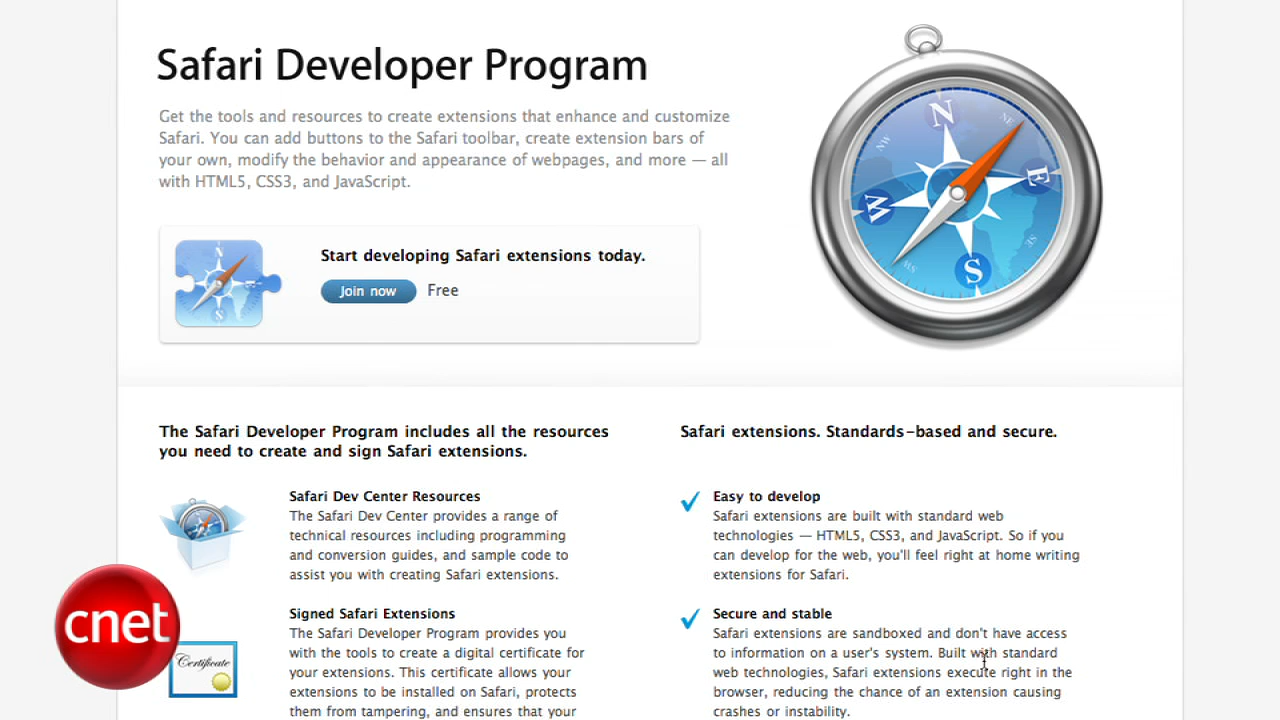 Safari Developer Program
Get the tools and resources to create extensions that enhance and customize
Safari. You can add buttons to the Safari toolbar, create extension bars of
your own, modify the behavior and appearance of webpages, and more — all
with HTML5, CSS3, and JavaScript.
N
NE
E
SE
S
SW
W
NW
Start developing Safari extensions today.
Join now Free
N
S
The Safari Developer Program includes all the resources
you need to create and sign Safari extensions.
Safari Dev Center Resources
The Safari Dev Center provides a range of
technical resources including programming
and conversion guides, and sample code to
assist you with creating Safari extensions.
Signed Safari Extensions
The Safari Developer Program provides you
with the tools to create a digital certificate for
your extensions. This certificate allows your
extensions to be installed on Safari, protects
them from tampering, and ensures that your
Certificate
cnet
Safari extensions. Standards-based and secure.
Easy to develop
Safari extensions are built with standard web
technologies — HTML5, CSS3, and JavaScript. So if you
can develop for the web, you'll feel right at home writing
extensions for Safari.
Secure and stable
Safari extensions are sandboxed and don't have access
to information on a user's system. Built with standard
web technologies, Safari extensions execute right in the
browser, reducing the chance of an extension causing
crashes or instability.